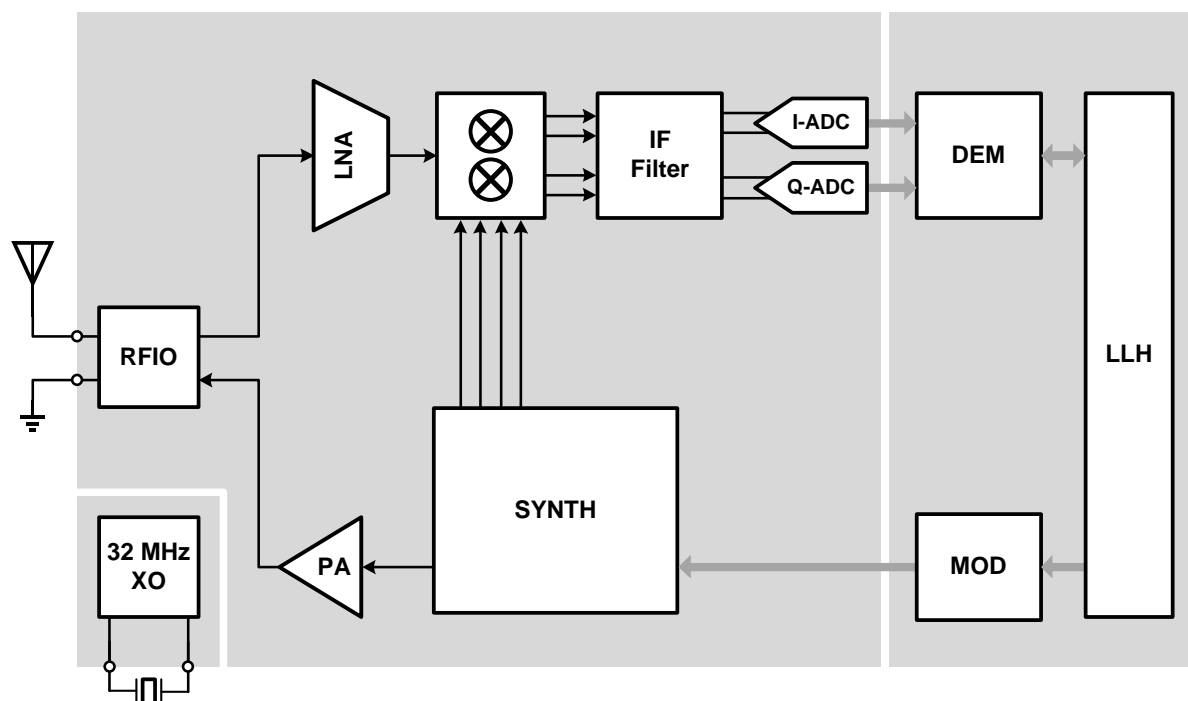 LNA
IF
Filter
I-ADC
Q-ADC
DEM
RFIO
LLH
SYNTH
32 MHz
XO
PA
MOD